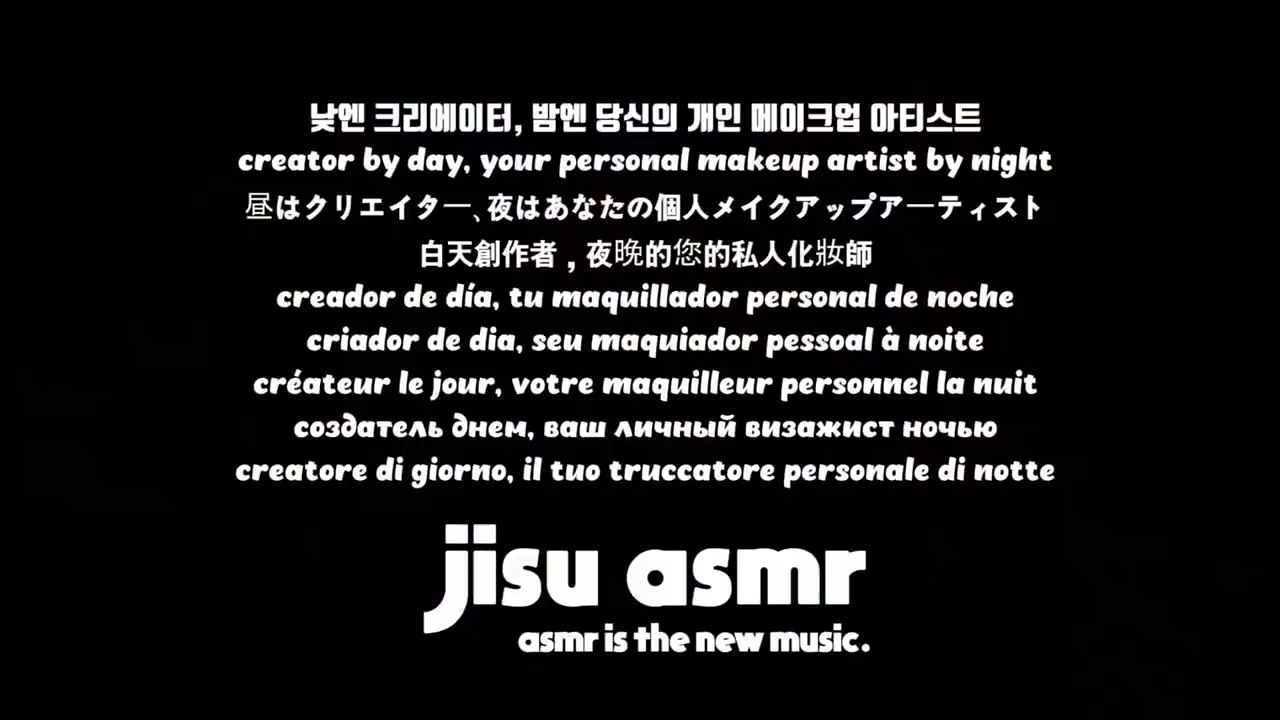 낮엔 크리에이터, 밤엔 당신의 개인 메이크업 아티스트
creator by day, your personal makeup artist by night
昼はクリエイター、夜はあなたの個人メイクアップアーティスト
白天創作者 , 夜晚的您的私人化妝師
creador de día, tu maquillador personal de noche
criador de dia, seu maquiador pessoal à noite
créateur le jour, votre maquilleur personnel la nuit
создатель днем, ваш личный визажист ночью
creatore di giorno, il tuo truccatore personale di notte
jisu asmr
asmr is the new music.